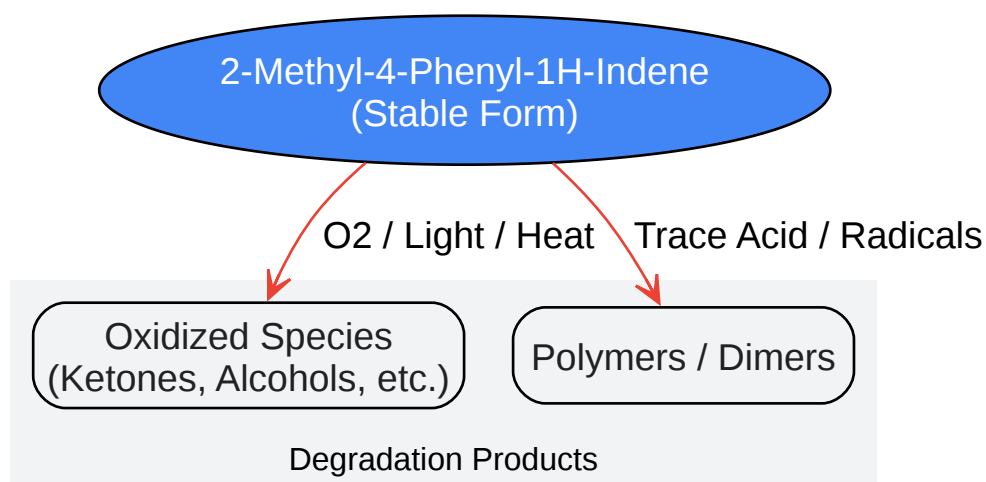 2-Methyl-4-Phenyl-1H-Indene
(Stable Form)
O2 / Light / Heat
Trace Acid / Radicals
Oxidized Species
(Ketones, Alcohols, etc.)
Polymers / Dimers
Degradation Products